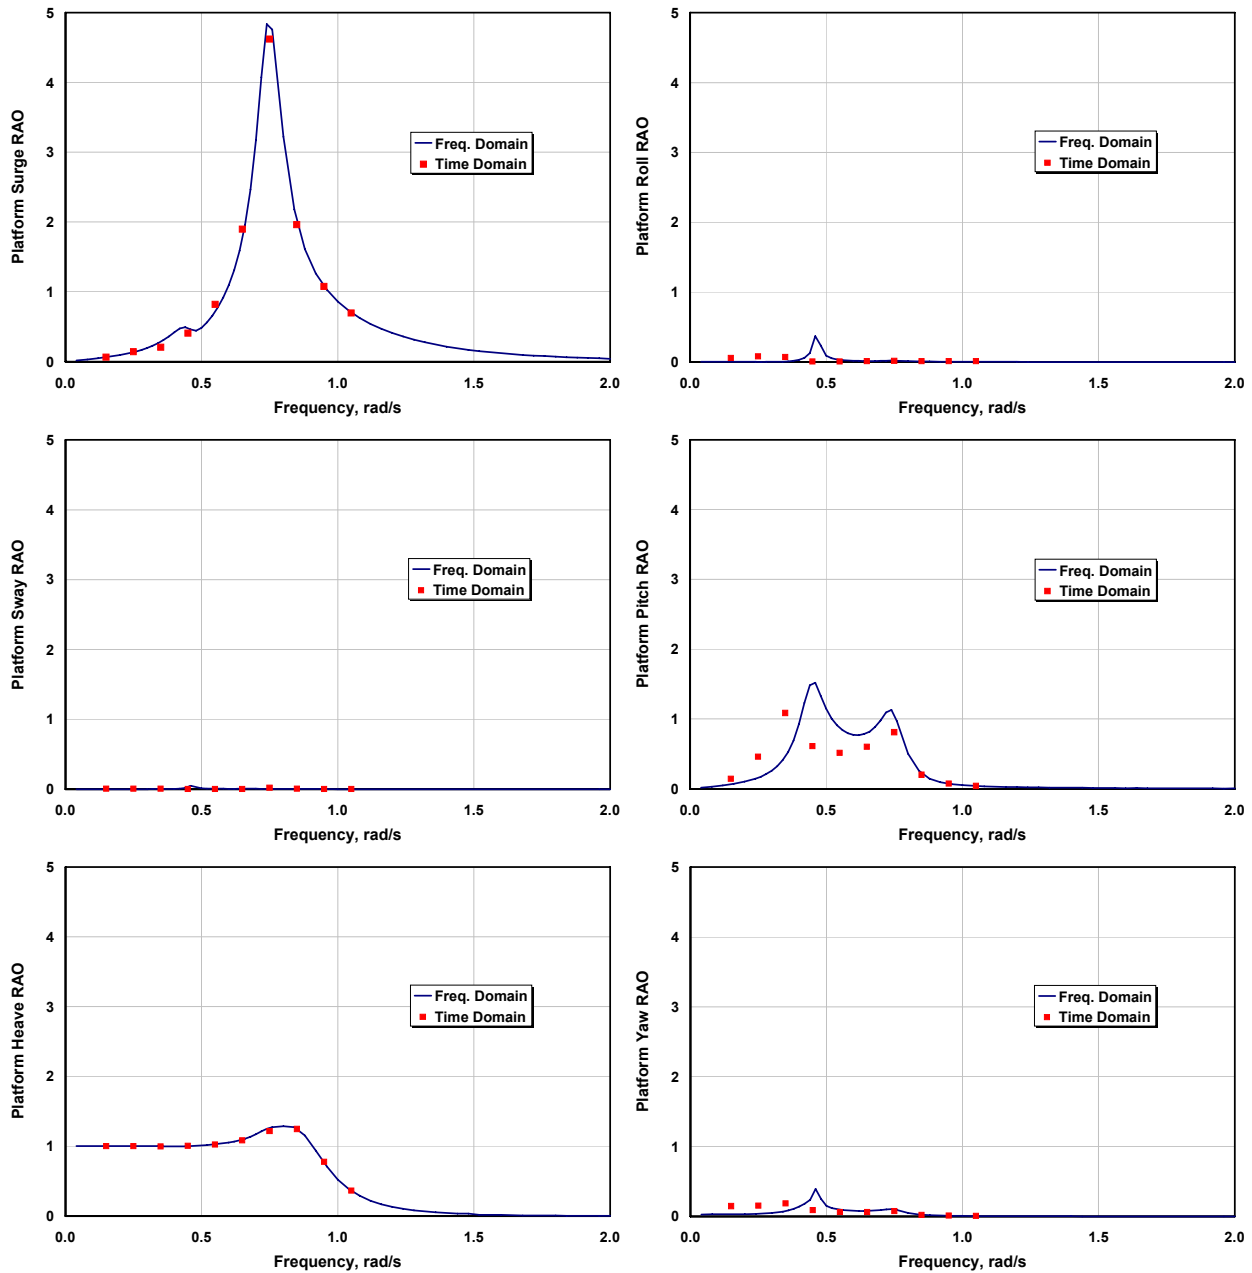 5
4
3
2
1
0
Platform Surge RAO
Freq. Domain
Time Domain
0.0 0.5 1.0 1.5 2.0
Frequency, rad/s
5
4
3
2
1
0
Platform Roll RAO
Freq. Domain
Time Domain
0.0 0.5 1.0 1.5 2.0
Frequency, rad/s
5
4
3
2
1
0
Platform Sway RAO
Freq. Domain
Time Domain
0.0 0.5 1.0 1.5 2.0
Frequency, rad/s
5
4
3
2
1
0
Platform Pitch RAO
Freq. Domain
Time Domain
0.0 0.5 1.0 1.5 2.0
Frequency, rad/s
5
4
3
2
1
0
Platform Heave RAO
Freq. Domain
Time Domain
0.0 0.5 1.0 1.5 2.0
Frequency, rad/s
5
4
3
2
1
0
Platform Yaw RAO
Freq. Domain
Time Domain
0.0 0.5 1.0 1.5 2.0
Frequency, rad/s